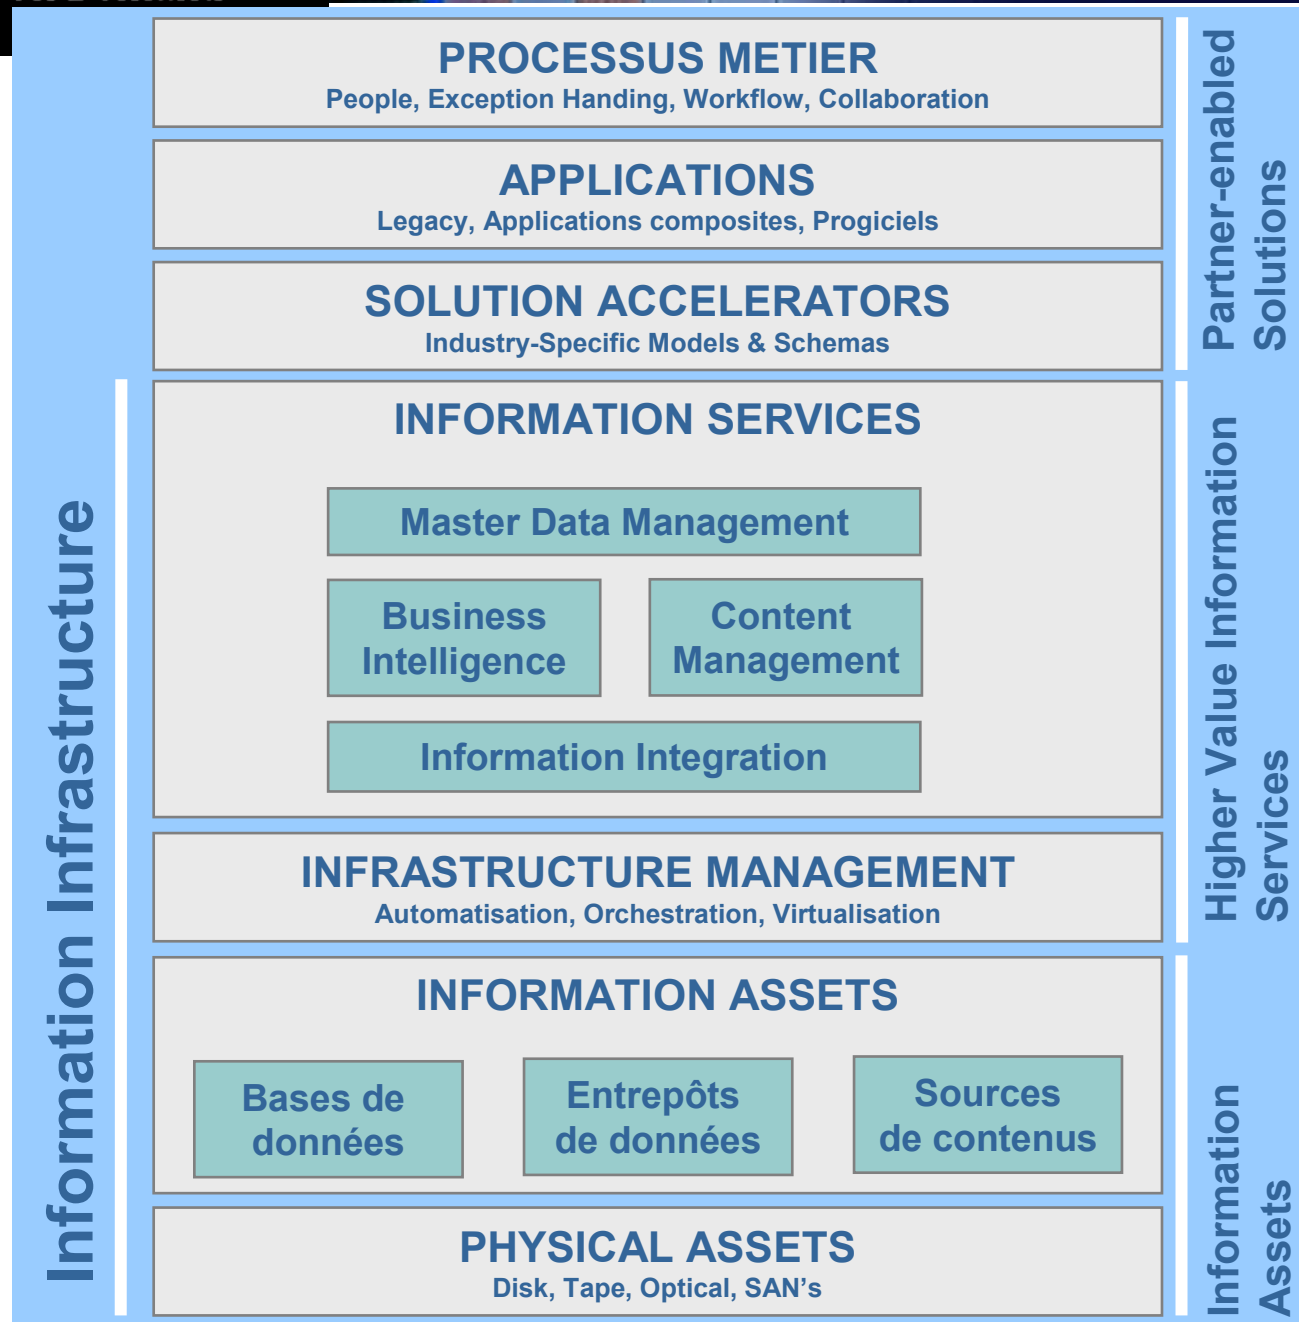 PROCESSUS METIER
People, Exception Handing, Workflow, Collaboration
APPLICATIONS
Legacy, Applications composites, Progiciels
SOLUTION ACCELERATORS
Industry-Specific Models & Schemas
Partner-enabled
Solutions
Information Infrastructure
INFORMATION SERVICES
Master Data Management
Business
Intelligence
Content
Management
Information Integration
INFRASTRUCTURE MANAGEMENT
Automatisation, Orchestration, Virtualisation
Higher Value Information
Services
INFORMATION ASSETS
Bases de
données
Entrepôts
de données
Sources
de contenus
PHYSICAL ASSETS
Disk, Tape, Optical, SAN's
Information
Assets